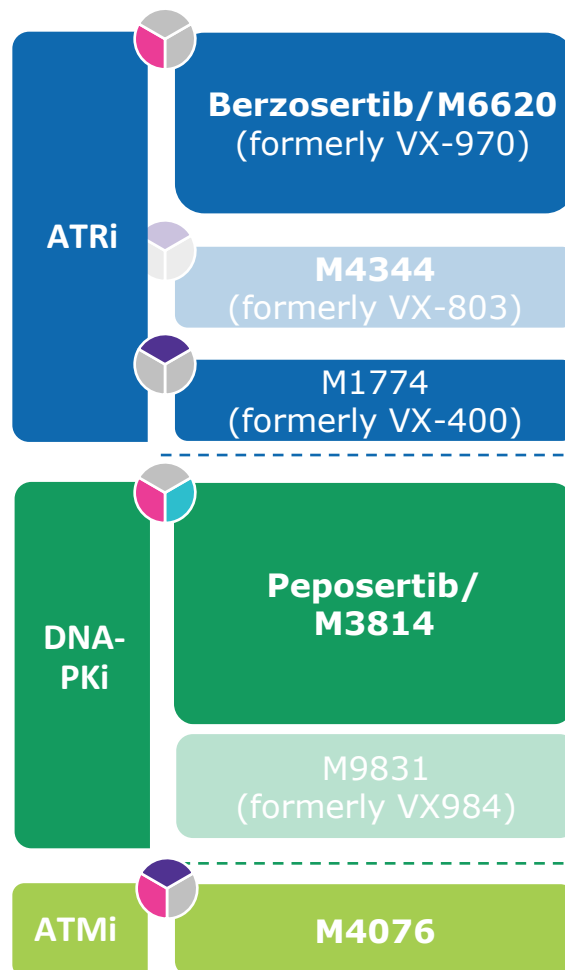 ATRi
Berzosertib/M6620
(formerly VX-970)
M4344
(formerly VX-803)
M1774
(formerly VX-400)
DNA-
PKi
Peposertib/
M3814
M9831
(formerly VX984)
ATMi
M4076